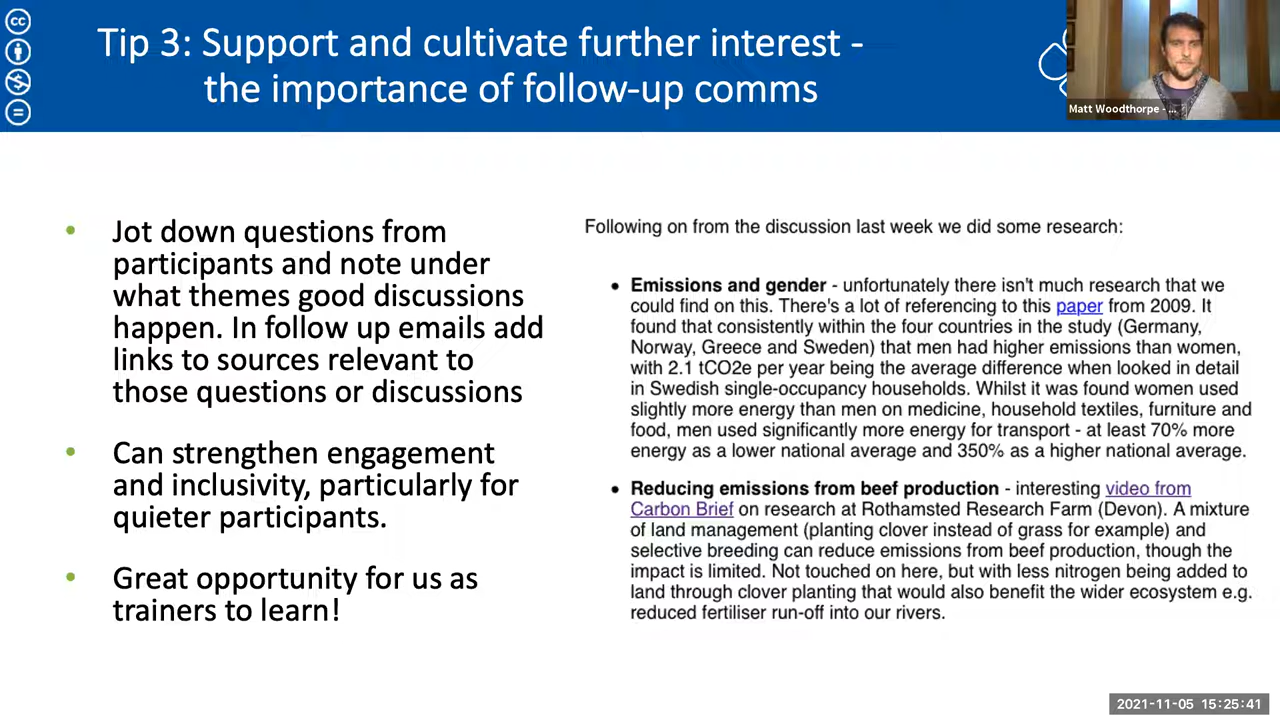 Tip 3: Support and cultivate further interest -
the importance of follow-up comms
Matt Woodthorpe - ...
• Jot down questions from
participants and note under
what themes good discussions
happen. In follow up emails add
links to sources relevant to
those questions or discussions
• Can strengthen engagement
and inclusivity, particularly for
quieter participants.
• Great opportunity for us as
trainers to learn!
Following on from the discussion last week we did some research:
• Emissions and gender - unfortunately there isn't much research that we
could find on this. There's a lot of referencing to this paper from 2009. It
found that consistently within the four countries in the study (Germany,
Norway, Greece and Sweden) that men had higher emissions than women,
with 2.1 tCO2e per year being the average difference when looked in detail
in Swedish single-occupancy households. Whilst it was found women used
slightly more energy than men on medicine, household textiles, furniture and
food, men used significantly more energy for transport - at least 70% more
energy as a lower national average and 350% as a higher national average.
• Reducing emissions from beef production - interesting video from
Carbon Brief on research at Rothamsted Research Farm (Devon). A mixture
of land management (planting clover instead of grass for example) and
selective breeding can reduce emissions from beef production, though the
impact is limited. Not touched on here, but with less nitrogen being added to
land through clover planting that would also benefit the wider ecosystem e.g.
reduced fertiliser run-off into our rivers.
2021-11-05 15:25:41
cc